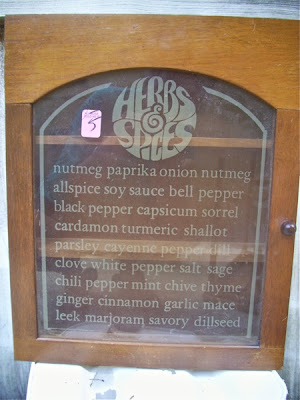 HERBS
&
SPICES
5
nutmeg paprika onion nutmeg
allspice soy sauce bell pepper
black pepper capsicum sorrel
cardamon turmeric shallot
parsley cayenne pepper dill
clove white pepper salt sage
chili pepper mint chive thyme
ginger cinnamon garlic mace
leek marjoram savory dillseed